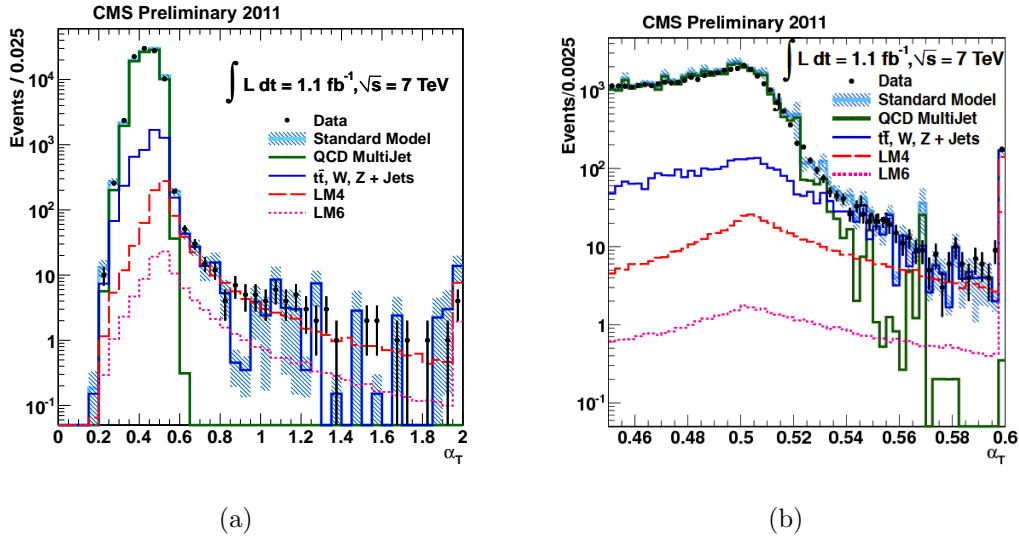 CMS Preliminary 2011
Events / 0.025
∫ L dt = 1.1 fb⁻¹,√s = 7 TeV
Data
Standard Model
QCD MultiJet
tt̄, W, Z + Jets
LM4
LM6
10⁴
10³
10²
10
1
10⁻¹
0 0.2 0.4 0.6 0.8 1 1.2 1.4 1.6 1.8 2
α_T
(a)
CMS Preliminary 2011
Events/0.0025
∫ L dt = 1.1 fb⁻¹,√s = 7 TeV
Data
Standard Model
QCD MultiJet
tt̄, W, Z + Jets
LM4
LM6
10³
10²
10
1
10⁻¹
0.46 0.48 0.5 0.52 0.54 0.56 0.58 0.6
α_T
(b)